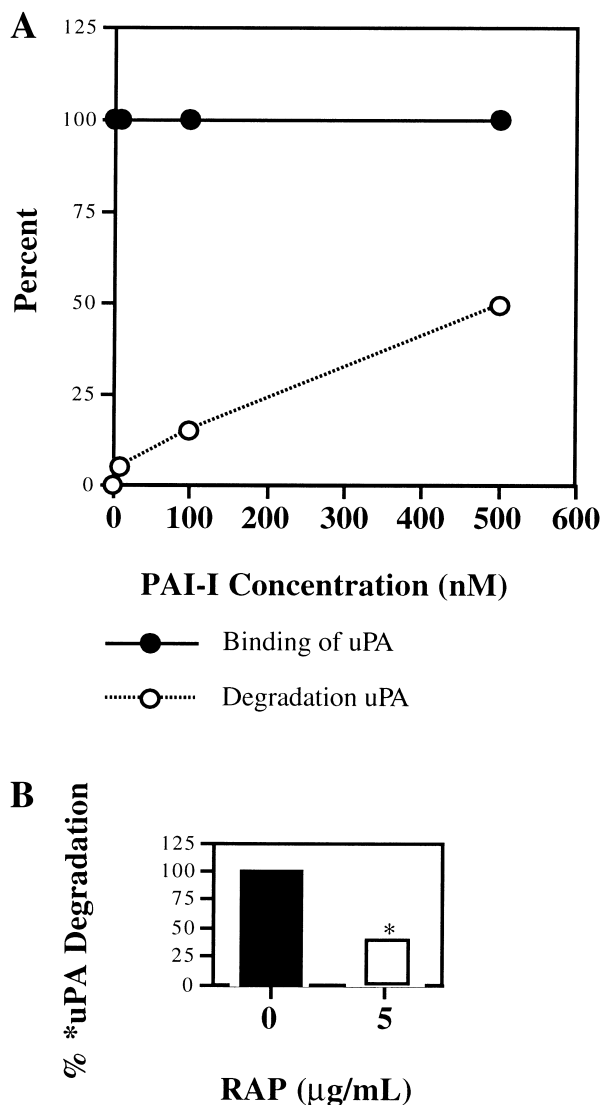 A
125
100
75
50
25
0
Percent
0 100 200 300 400 500 600
PAI-I Concentration (nM)
Binding of uPA
Degradation uPA
B
125
100
75
50
25
0
% *uPA Degradation
*
0 5
RAP (μg/mL)